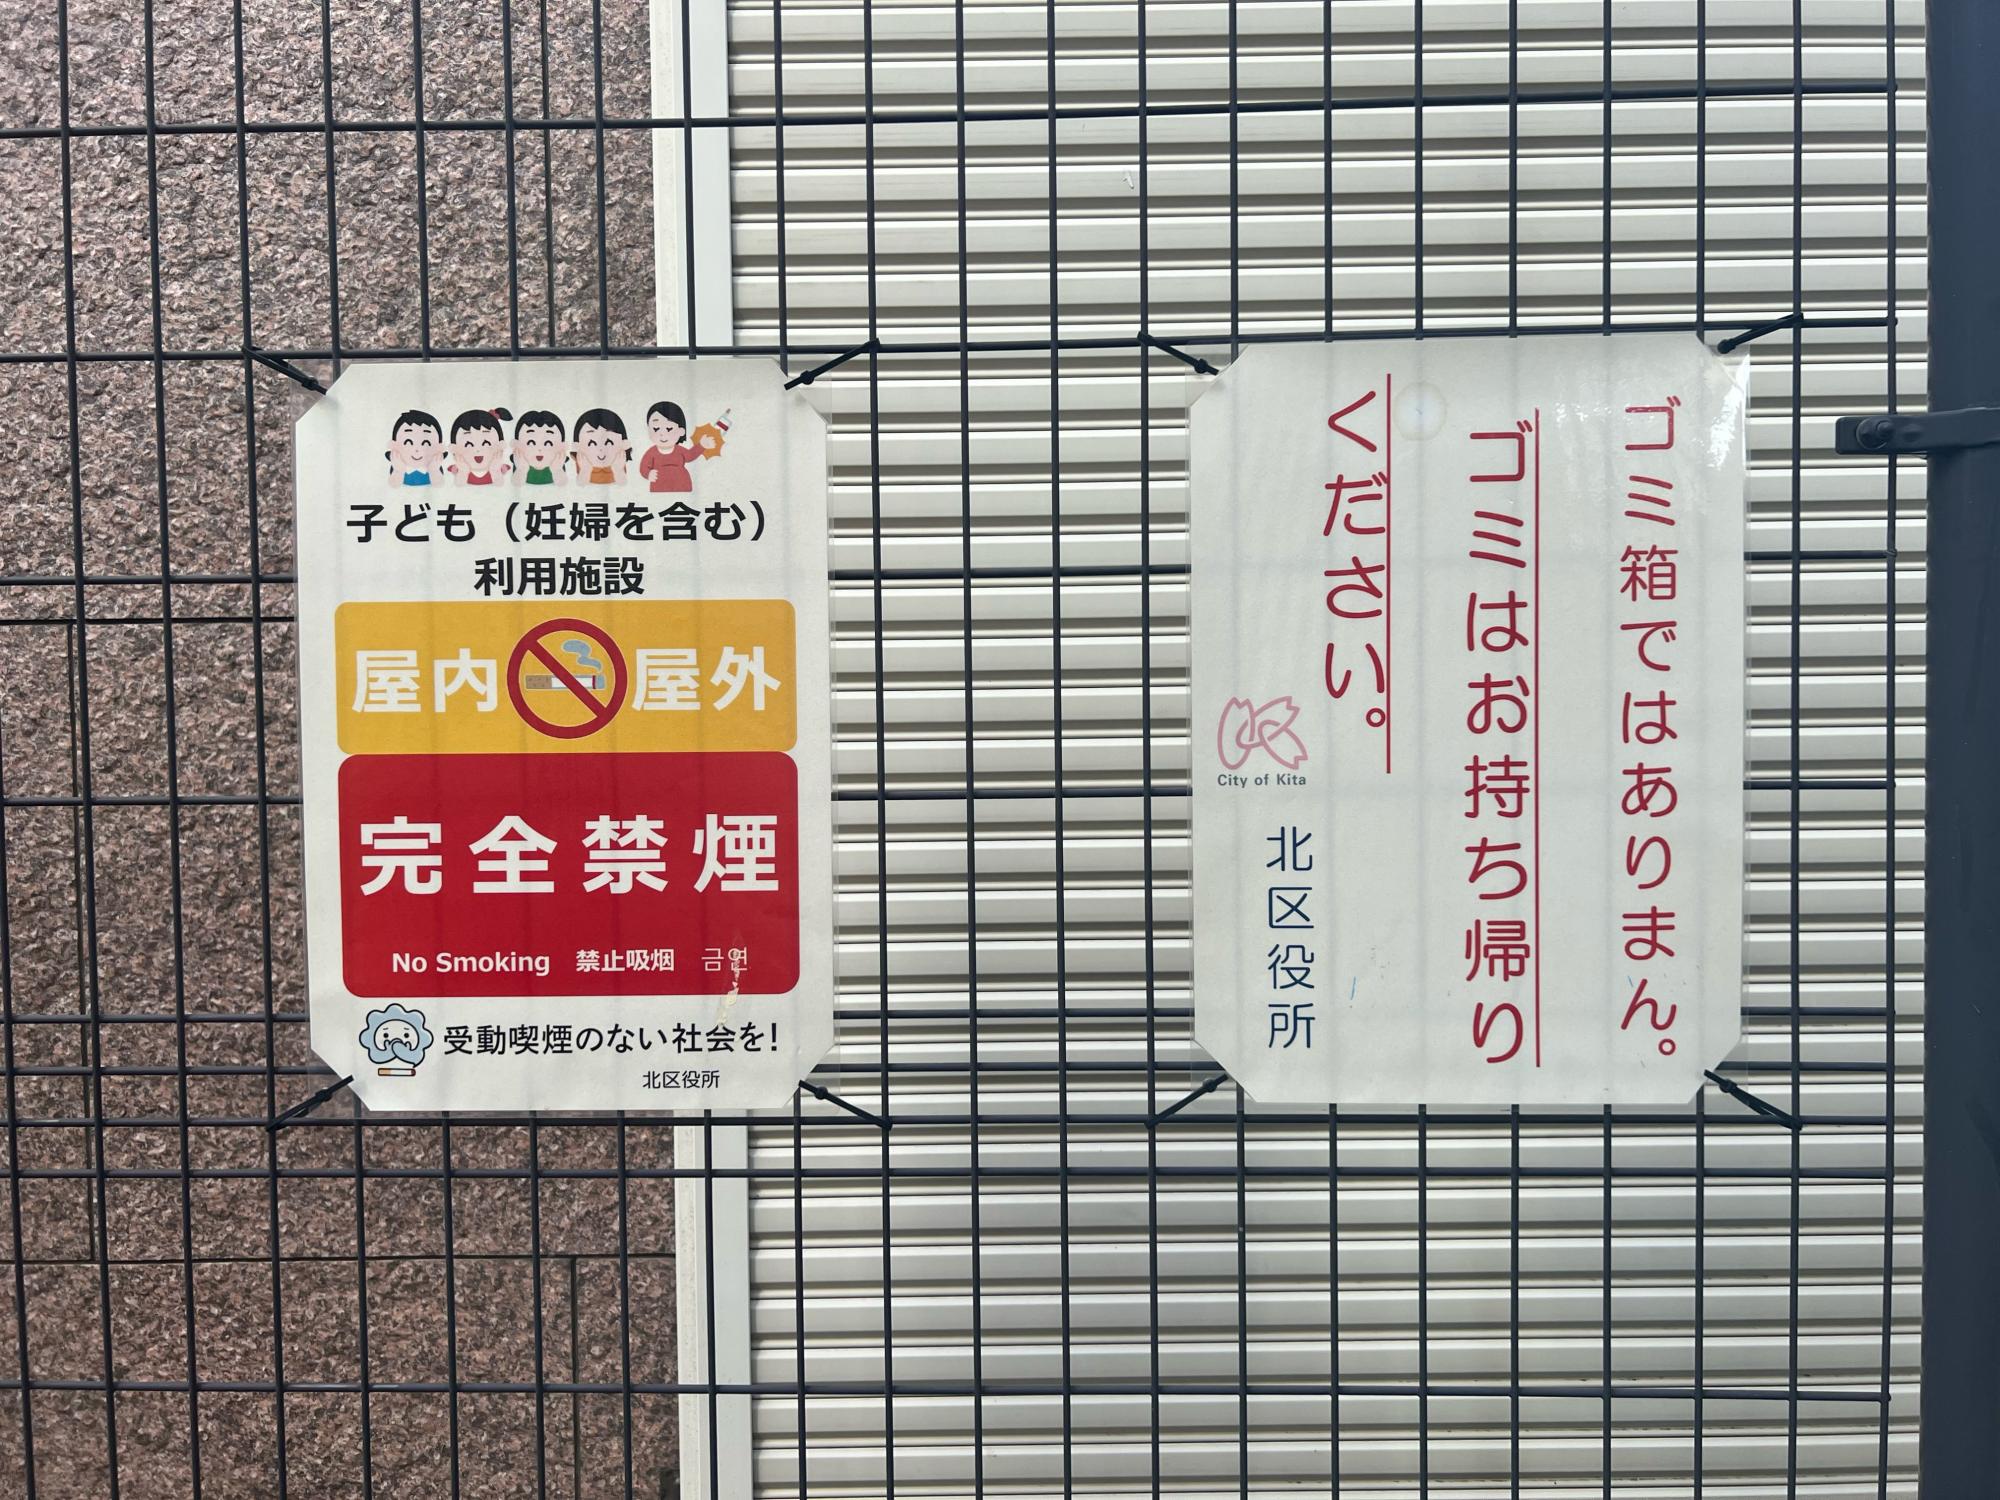 子ども（妊婦を含む）
利用施設
屋内 屋外
完全禁煙
No Smoking 禁止吸烟 금연
受動喫煙のない社会を！
北区役所
ゴミ箱ではありません。
ゴミはお持ち帰り
ください。
City of Kita
北区役所